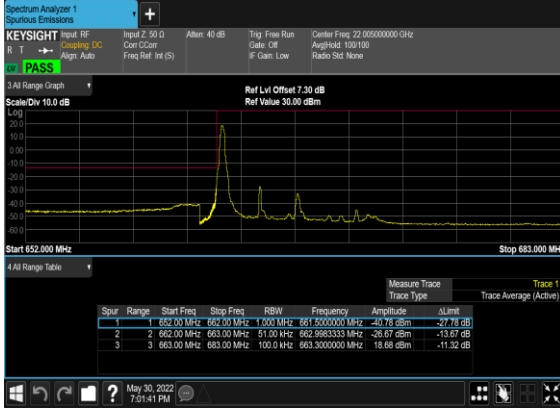 Spectrum Analyzer 1
Spurious Emissions
+
KEYSIGHT Input: RF Input Z: 50 Ω Atten: 40 dB Trig: Free Run Center Freq: 22.005000000 GHz
R T Coupling: DC Corr CCorr Gate: Off Avg|Hold: 100/100
Align: Auto Freq Ref: Int (S) IF Gain: Low Radio Std: None
PASS
3 All Range Graph
Ref Lvl Offset 7.30 dB
Scale/Div 10.0 dB Ref Value 30.00 dBm
Log
20.0
10.0
0.00
-10.0
-20.0
-30.0
-40.0
-50.0
-60.0
Start 652.000 MHz Stop 683.000 MH
4 All Range Table
Measure Trace Trace 1
Trace Type Trace Average (Active)
Spur Range Start Freq Stop Freq RBW Frequency Amplitude ΔLimit
1 1 652.00 MHz 662.00 MHz 1.000 MHz 661.5000000 MHz -40.78 dBm -27.78 dB
2 2 662.00 MHz 663.00 MHz 51.00 kHz 662.9983333 MHz -26.67 dBm -13.67 dB
3 3 663.00 MHz 683.00 MHz 100.0 kHz 663.3000000 MHz 18.68 dBm -11.32 dB
? May 30, 2022
7:01:41 PM